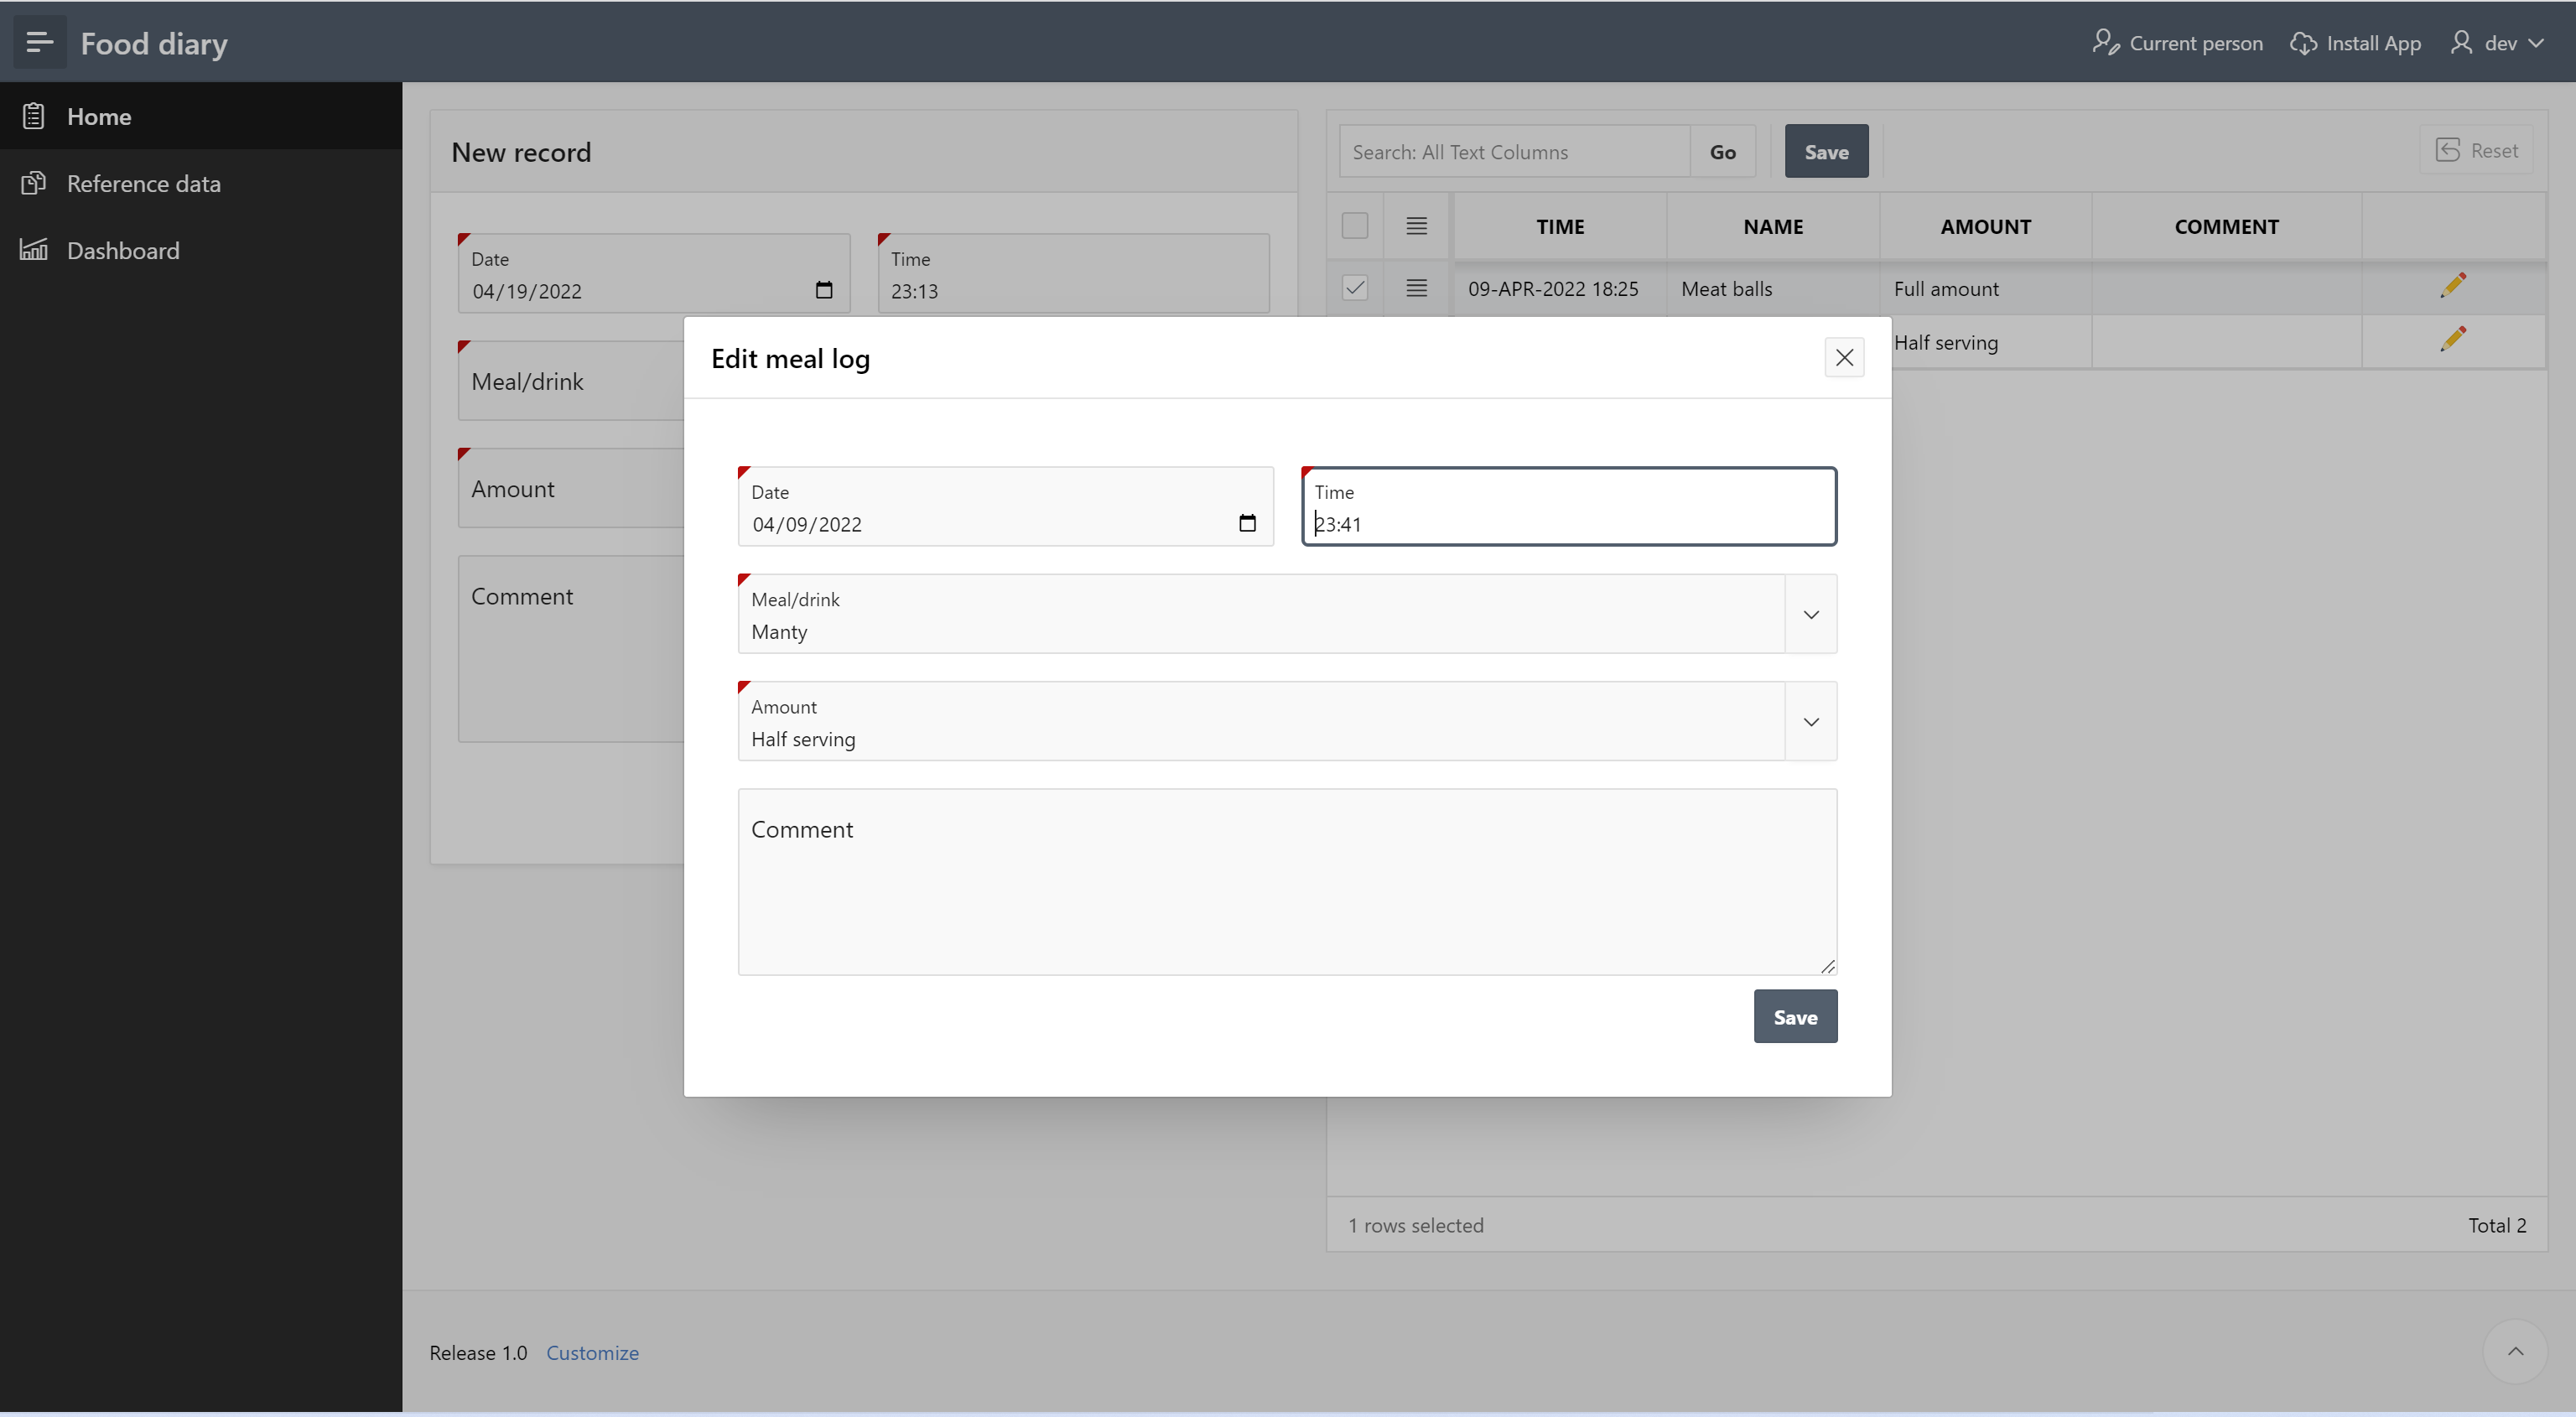 Food diary
Current person
Install App
dev
Home
Reference data
Dashboard
New record
Date
04/19/2022
Time
23:13
Meal/drink
Amount
Comment
Search: All Text Columns
Go
Save
Reset
TIME NAME AMOUNT COMMENT
09-APR-2022 18:25 Meat balls Full amount
Half serving
Edit meal log
Date
04/09/2022
Time
23:41
Meal/drink
Manty
Amount
Half serving
Comment
Save
1 rows selected
Total 2
Release 1.0 Customize